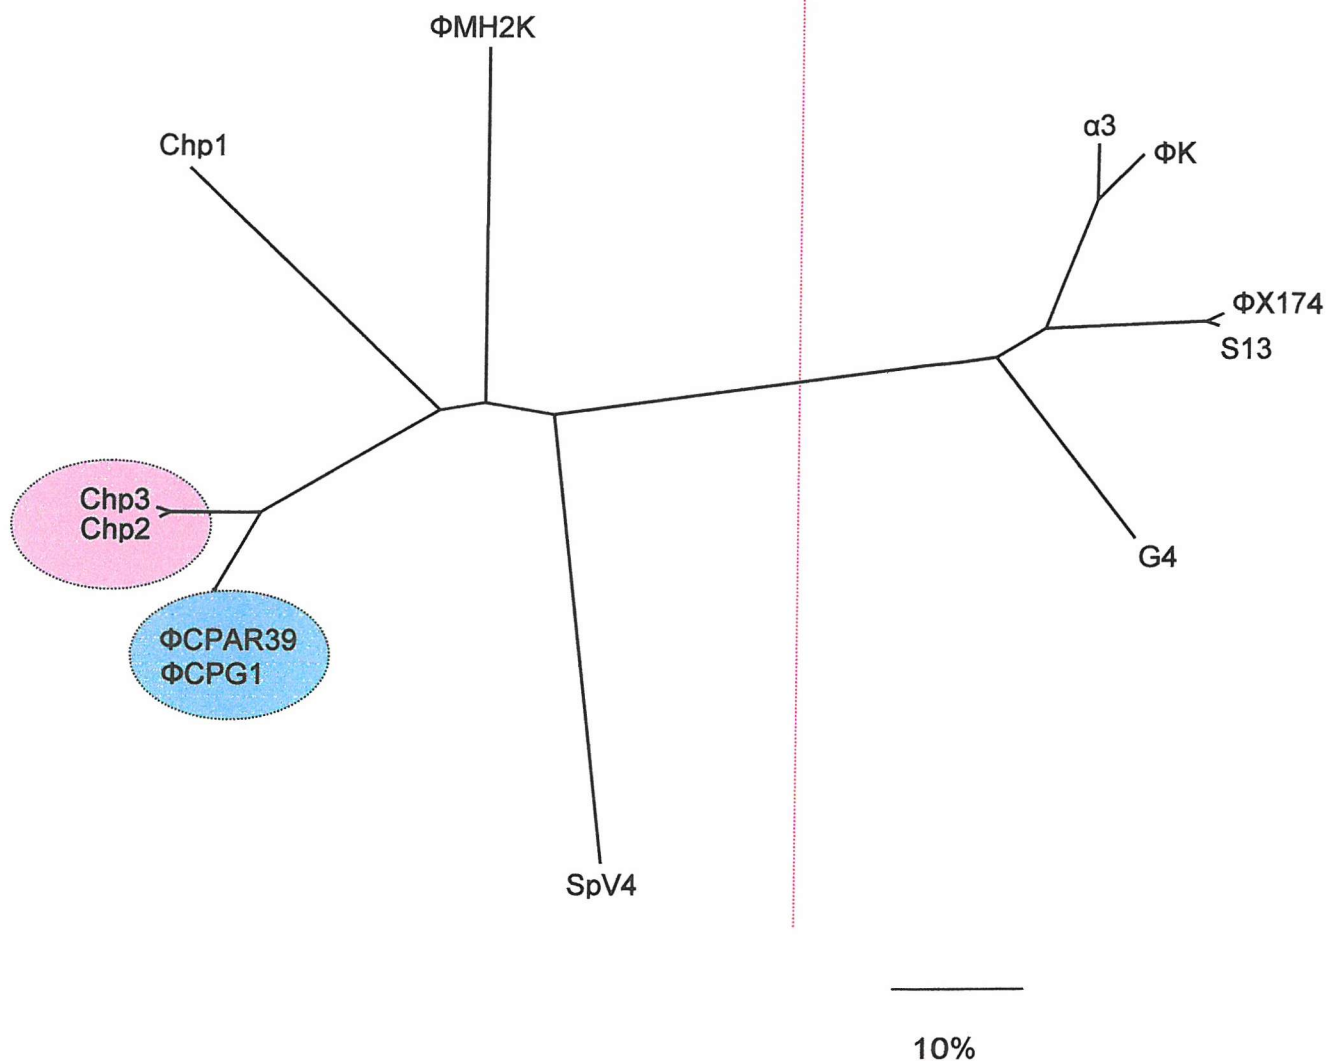 ΦMH2K
α3
Chp1
ΦK
ΦX174
S13
Chp3
Chp2
G4
ΦCPAR39
ΦCPG1
SpV4
10%